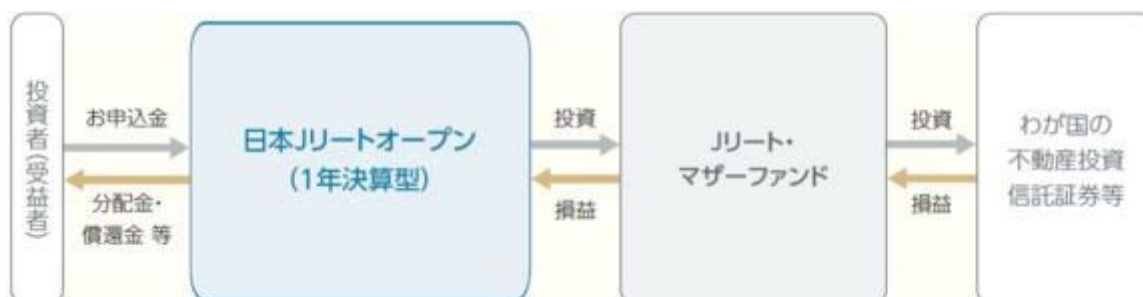 投資者(受益者)
お申込金
分配金・
償還金 等
日本Jリートオープン
(1年決算型)
投資
損益
Jリート・
マザーファンド
投資
損益
わが国の
不動産投資
信託証券等